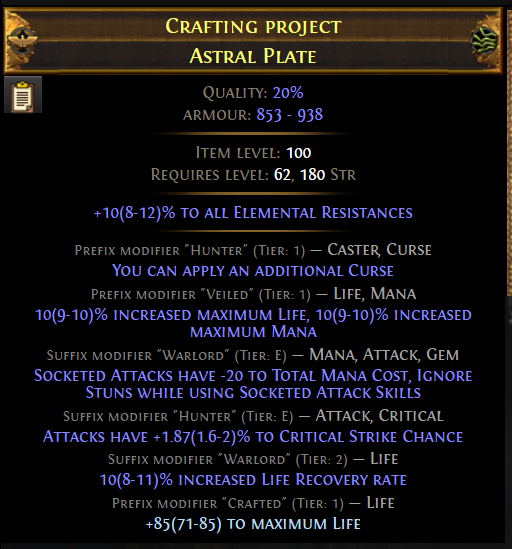 Crafting project
Astral Plate
Quality: 20%
armour: 853 - 938
Item level: 100
Requires level: 62, 180 Str
+10(8-12)% to all Elemental Resistances
Prefix modifier "Hunter" (Tier: 1) — Caster, Curse
You can apply an additional Curse
Prefix modifier "Veiled" (Tier: 1) — Life, Mana
10(9-10)% increased maximum Life, 10(9-10)% increased
maximum Mana
Suffix modifier "Warlord" (Tier: E) — Mana, Attack, Gem
Socketed Attacks have -20 to Total Mana Cost, Ignore
Stuns while using Socketed Attack Skills
Suffix modifier "Hunter" (Tier: E) — Attack, Critical
Attacks have +1.87(1.6-2)% to Critical Strike Chance
Suffix modifier "Warlord" (Tier: 2) — Life
10(8-11)% increased Life Recovery rate
Prefix modifier "Crafted" (Tier: 1) — Life
+85(71-85) to maximum Life